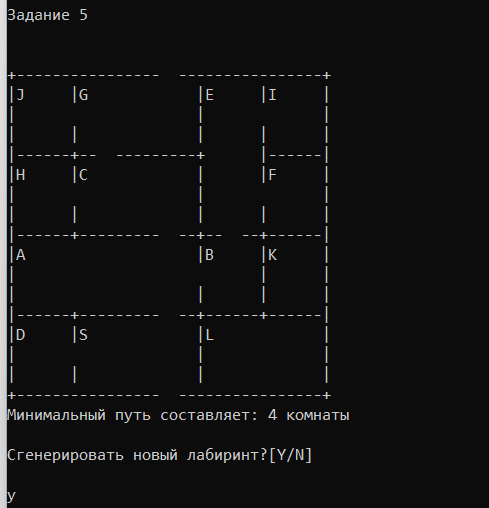 Задание 5
J G E I
H C F
A B K
D S L
Минимальный путь составляет: 4 комнаты
Сгенерировать новый лабиринт?[Y/N]
y